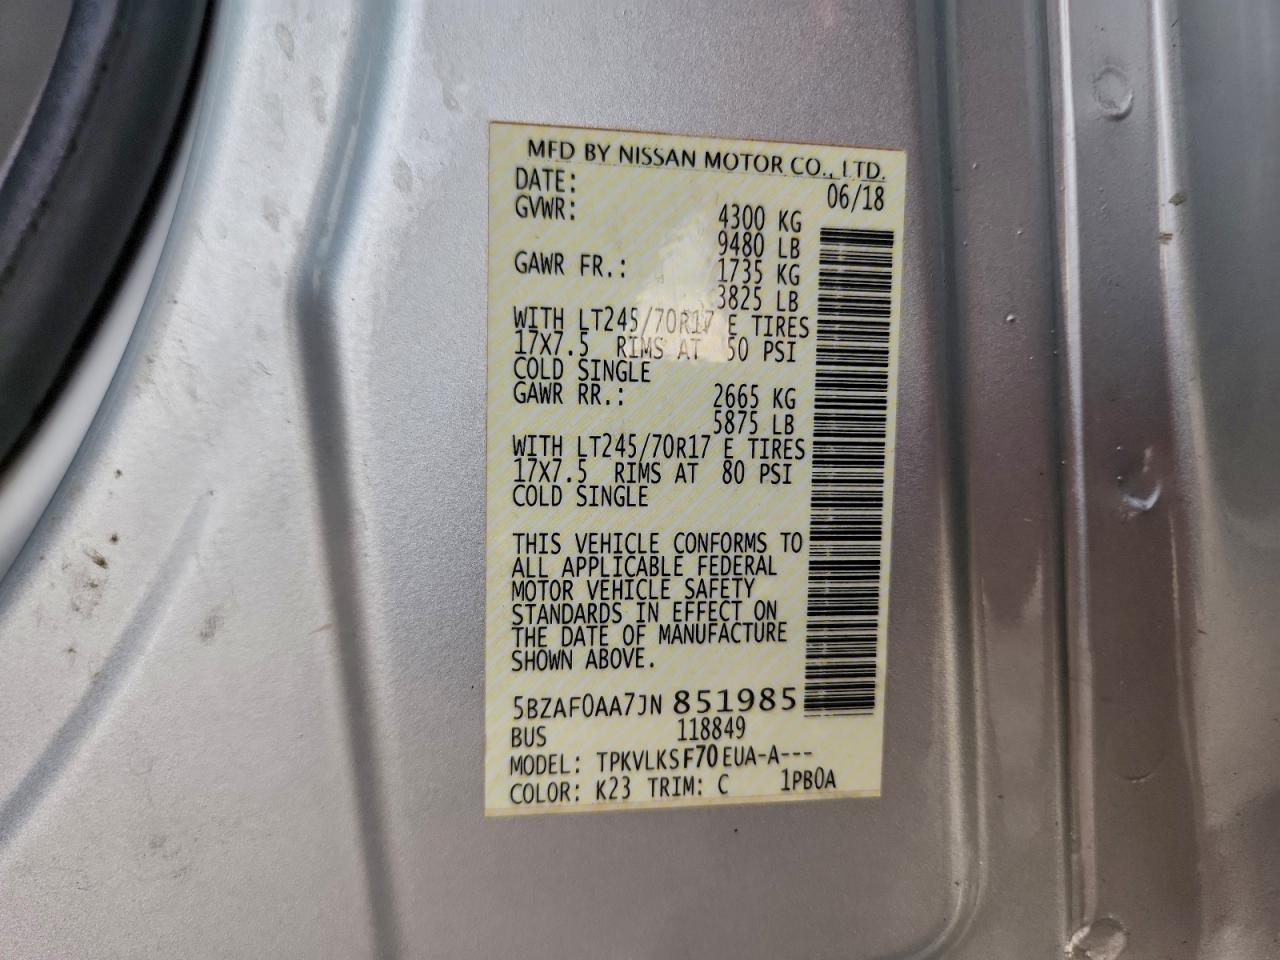 MFD BY NISSAN MOTOR CO., LTD.
DATE: 06/18
GVWR: 4300 KG
9480 LB
GAWR FR.: 1735 KG
3825 LB
WITH LT245/70R17 E TIRES
17X7.5 RIMS AT 50 PSI
COLD SINGLE
GAWR RR.: 2665 KG
5875 LB
WITH LT245/70R17 E TIRES
17X7.5 RIMS AT 80 PSI
COLD SINGLE
THIS VEHICLE CONFORMS TO
ALL APPLICABLE FEDERAL
MOTOR VEHICLE SAFETY
STANDARDS IN EFFECT ON
THE DATE OF MANUFACTURE
SHOWN ABOVE.
5BZAF0AA7JN 851985
BUS 118849
MODEL: TPKVLKSF70EUA-A---
COLOR: K23 TRIM: C 1PB0A